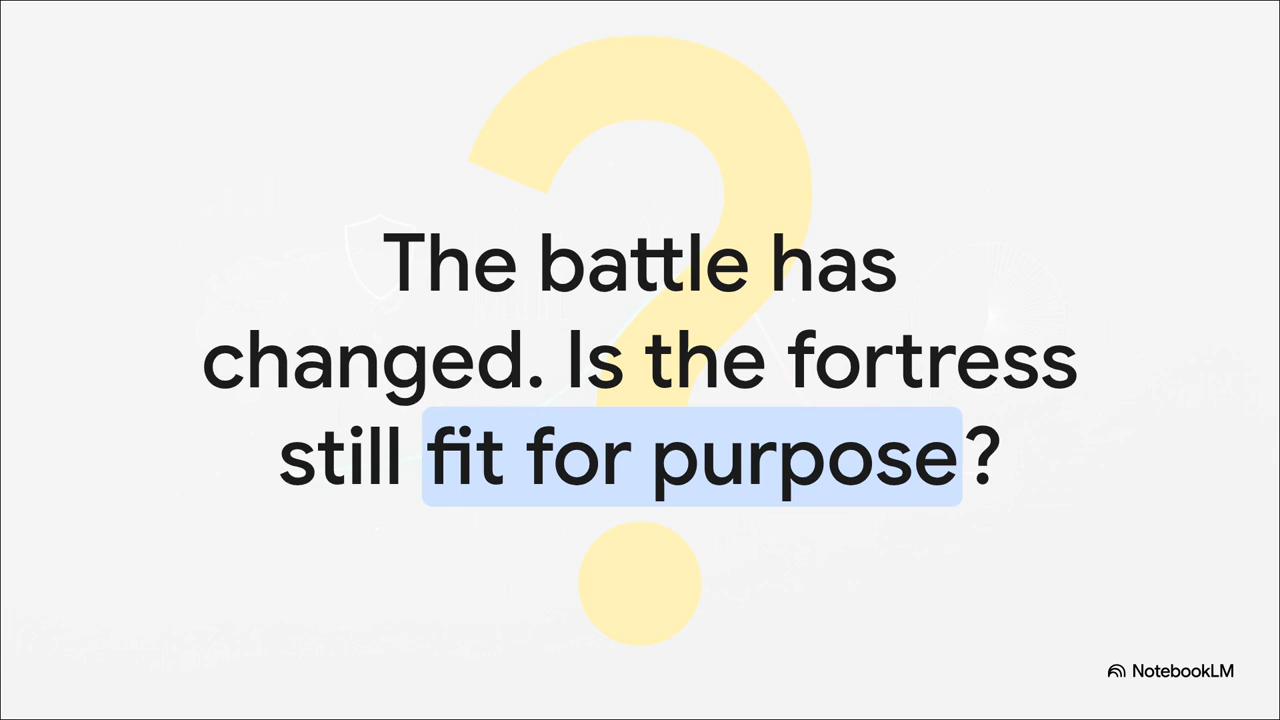 The battle has
changed. Is the fortress
still fit for purpose?
NotebookLM